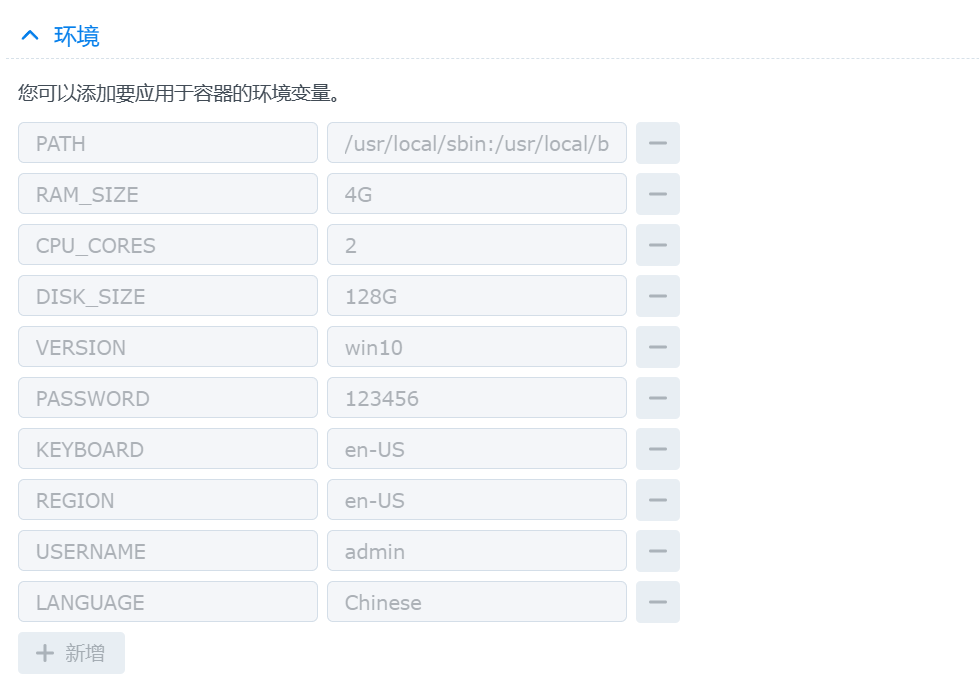 环境
您可以添加要应用于容器的环境变量。
PATH /usr/local/sbin:/usr/local/b
RAM_SIZE 4G
CPU_CORES 2
DISK_SIZE 128G
VERSION win10
PASSWORD 123456
KEYBOARD en-US
REGION en-US
USERNAME admin
LANGUAGE Chinese
新增